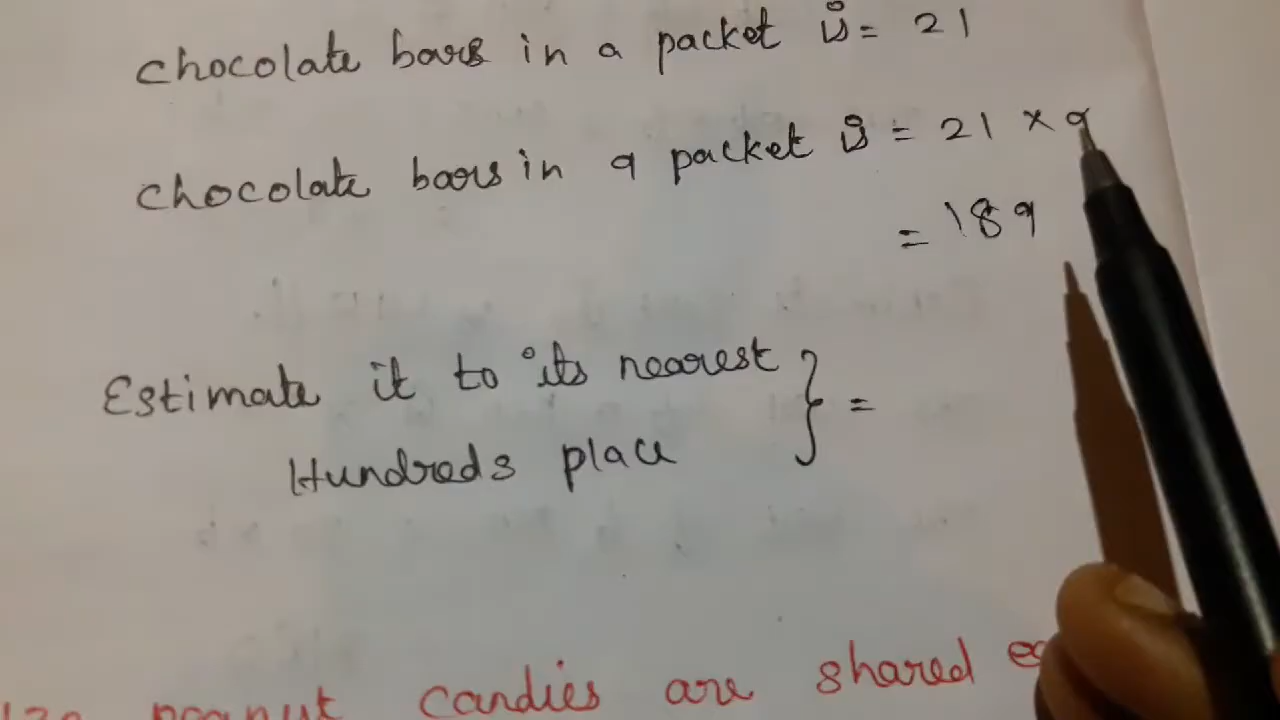 chocolate bars in a packet is = 21
chocolate bars in 9 packet is = 21 × 9
= 189
Estimate it to its nearest
Hundreds place } =
peanut candies are shared